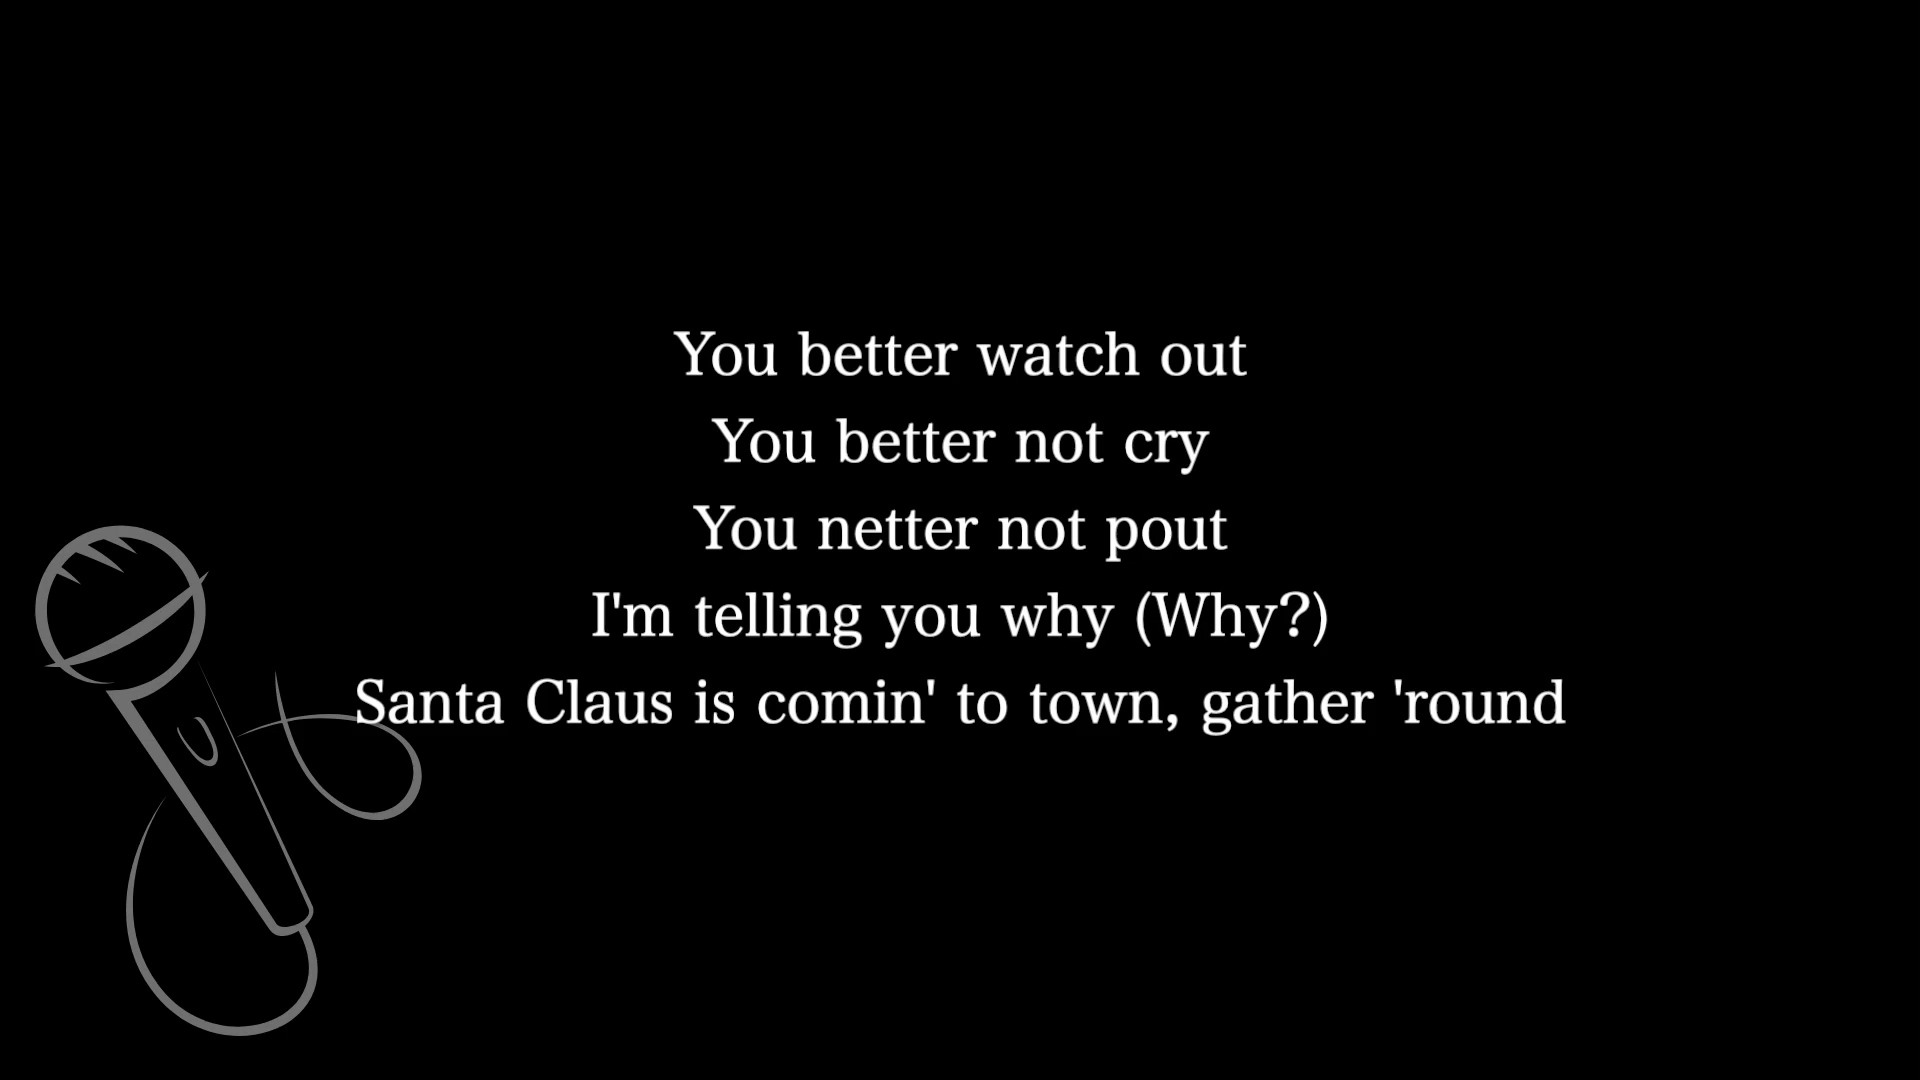 You better watch out
You better not cry
You netter not pout
I'm telling you why (Why?)
Santa Claus is comin' to town, gather 'round